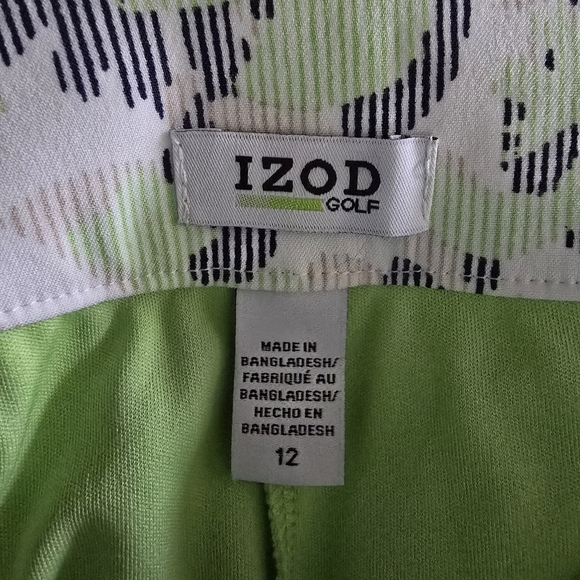 IZOD
GOLF
MADE IN
BANGLADESH/
FABRIQUÉ AU
BANGLADESH/
HECHO EN
BANGLADESH
12